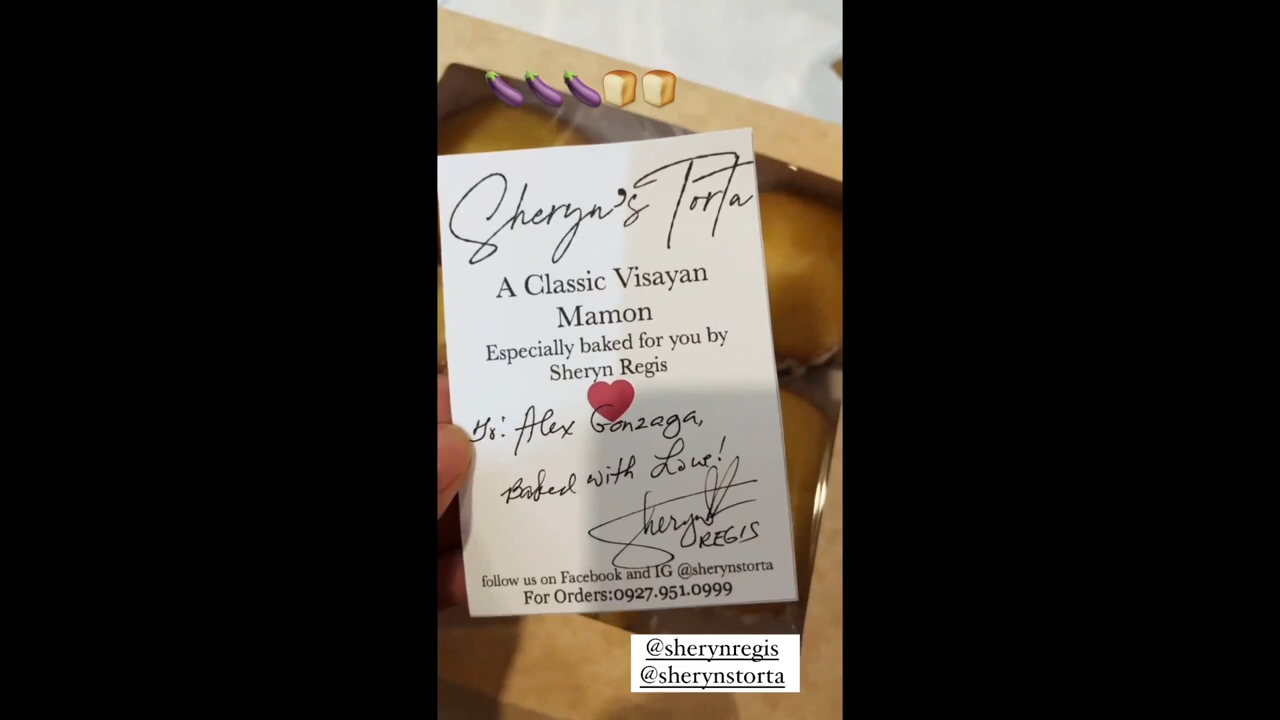 Sheryn's Torta
A Classic Visayan
Mamon
Especially baked for you by
Sheryn Regis
To: Alex Gonzaga,
Baked with Love!
Sheryn
REGIS
follow us on Facebook and IG @sherynstorta
For Orders:0927.951.0999
@sherynregis
@sherynstorta